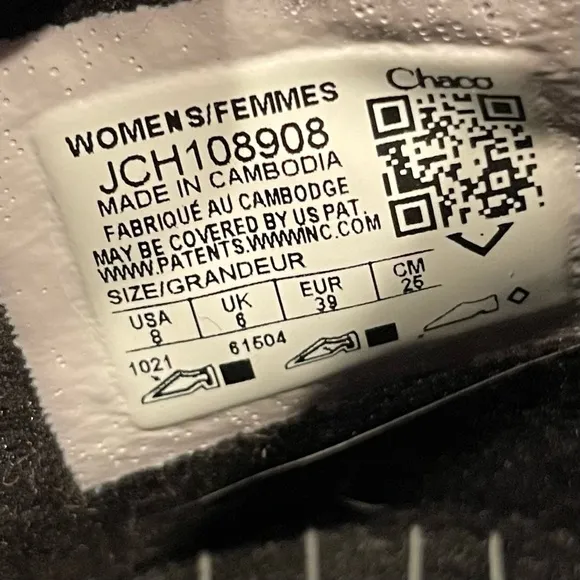 Chaco
WOMENS/FEMMES
JCH108908
MADE IN CAMBODIA
FABRIQUÉ AU CAMBODGE
MAY BE COVERED BY US PAT.
WWW.PATENTS.WWWINC.COM
SIZE/GRANDEUR
USA UK EUR CM
8 6 39 25
1021 61504